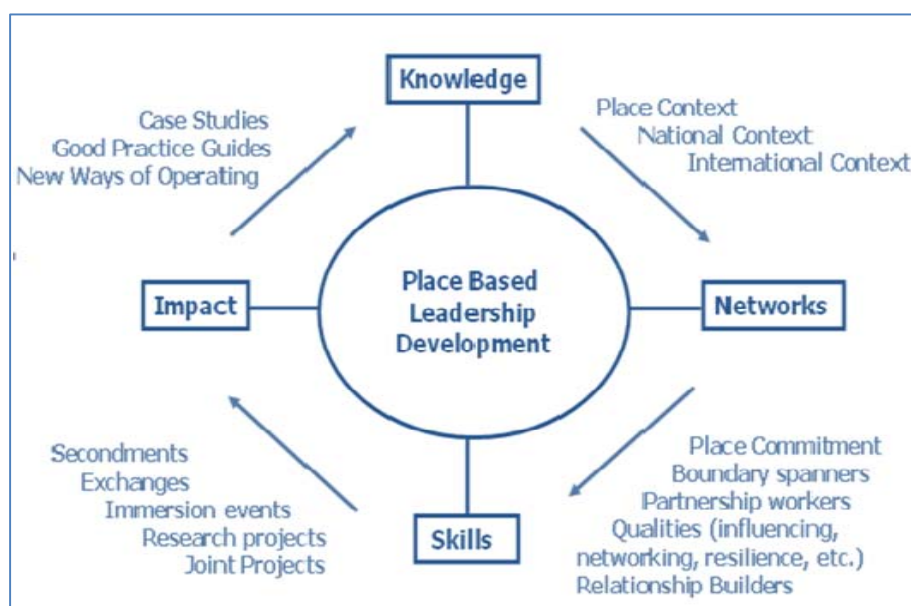 Knowledge
Case Studies
Good Practice Guides
New Ways of Operating
Place Context
National Context
International Context
Impact
Place Based
Leadership
Development
Networks
Secondments
Exchanges
Immersion events
Research projects
Joint Projects
Skills
Place Commitment
Boundary spanners
Partnership workers
Qualities (influencing,
networking, resilience, etc.)
Relationship Builders